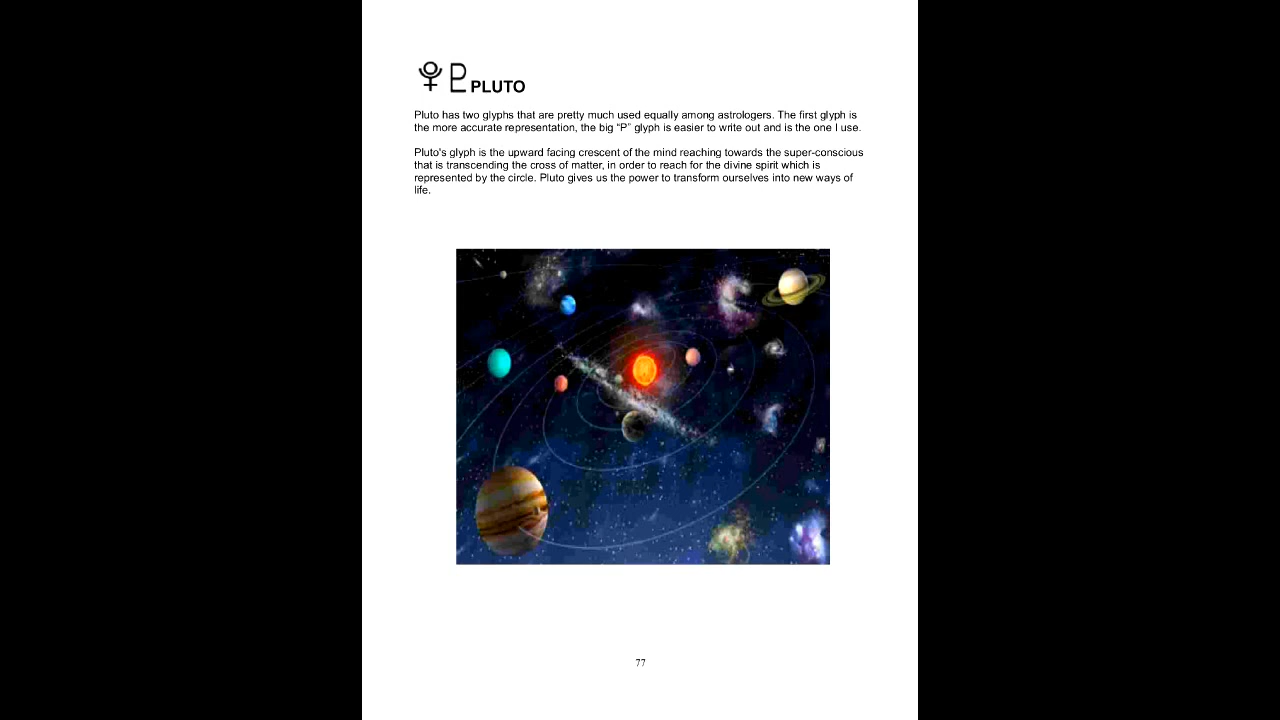 ♇ PLUTO
Pluto has two glyphs that are pretty much used equally among astrologers. The first glyph is
the more accurate representation, the big “P” glyph is easier to write out and is the one I use.
Pluto's glyph is the upward facing crescent of the mind reaching towards the super-conscious
that is transcending the cross of matter, in order to reach for the divine spirit which is
represented by the circle. Pluto gives us the power to transform ourselves into new ways of
life.
77